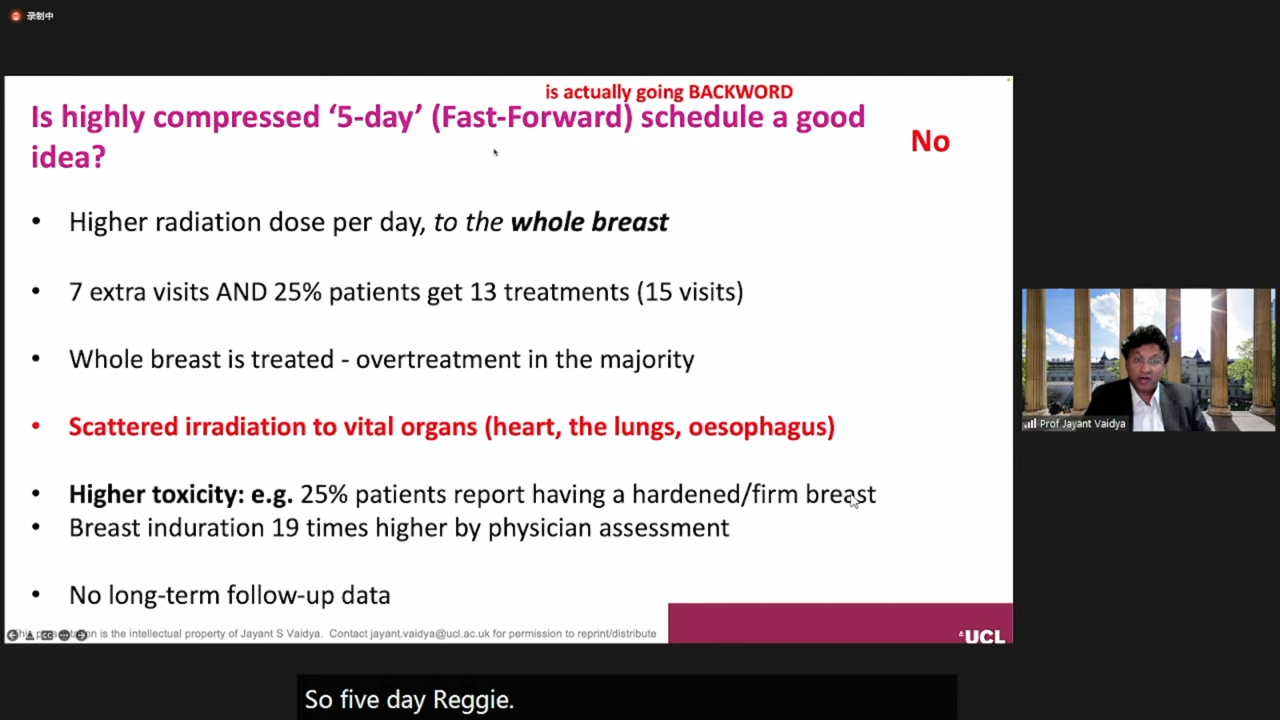 录制中
is actually going BACKWORD
Is highly compressed ‘5-day’ (Fast-Forward) schedule a good
idea?
No
• Higher radiation dose per day, to the whole breast
• 7 extra visits AND 25% patients get 13 treatments (15 visits)
• Whole breast is treated - overtreatment in the majority
• Scattered irradiation to vital organs (heart, the lungs, oesophagus)
• Higher toxicity: e.g. 25% patients report having a hardened/firm breast
• Breast induration 19 times higher by physician assessment
• No long-term follow-up data
This presentation is the intellectual property of Jayant S Vaidya. Contact jayant.vaidya@ucl.ac.uk for permission to reprint/distribute
UCL
Prof Jayant Vaidya
So five day Reggie.